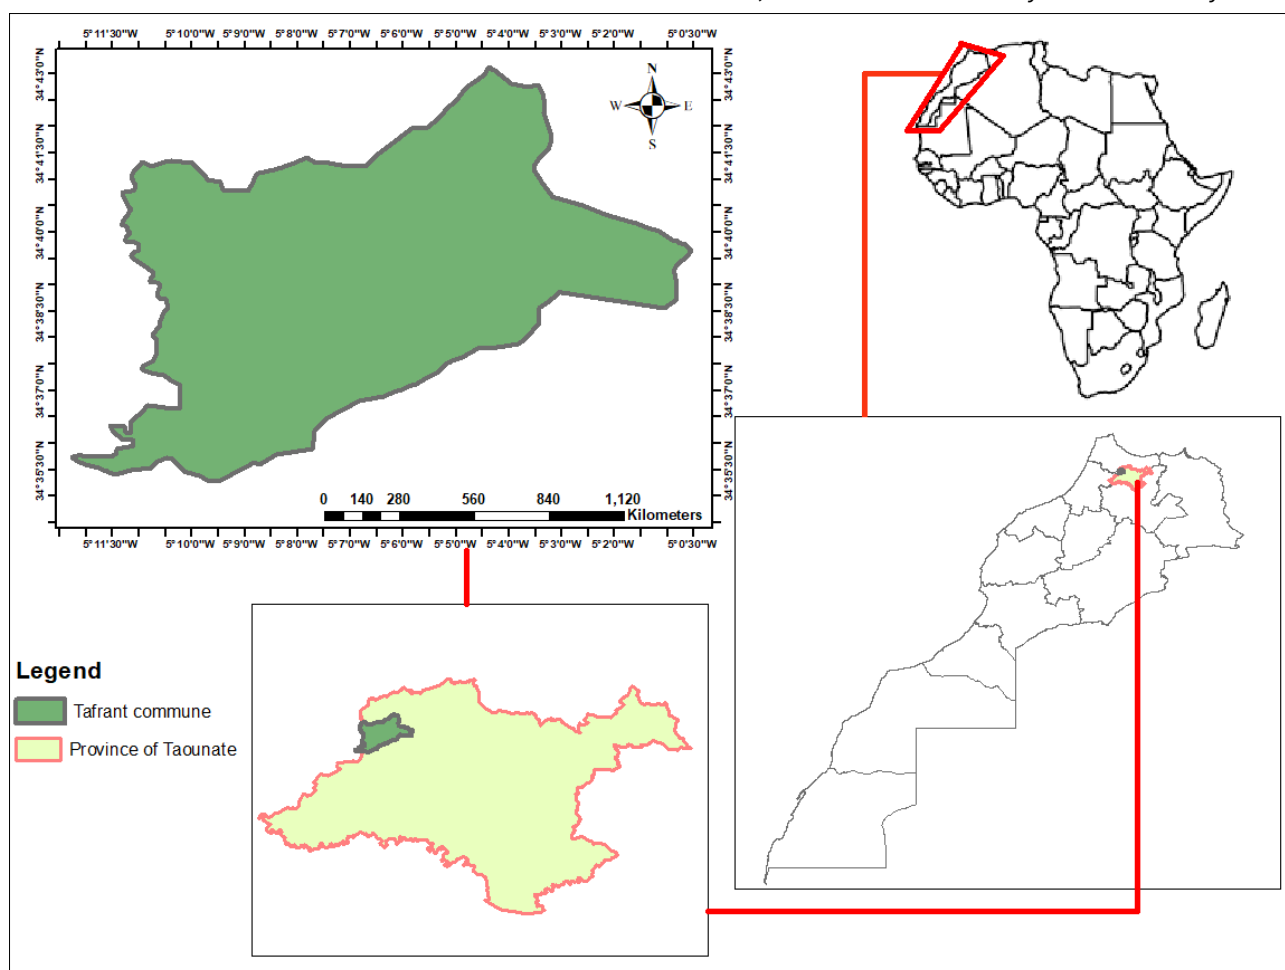 5°11'30"W 5°10'0"W 5°9'0"W 5°8'0"W 5°7'0"W 5°6'0"W 5°5'0"W 5°4'0"W 5°3'0"W 5°2'0"W 5°0'30"W
34°43'0"N 34°43'0"N
34°41'30"N 34°41'30"N
34°40'0"N 34°40'0"N
34°38'30"N 34°38'30"N
34°37'0"N 34°37'0"N
34°35'30"N 34°35'30"N
N
W E
S
0 140 280 560 840 1,120
Kilometers
5°11'30"W 5°10'0"W 5°9'0"W 5°8'0"W 5°7'0"W 5°6'0"W 5°5'0"W 5°4'0"W 5°3'0"W 5°2'0"W 5°0'30"W
Legend
Tafrant commune
Province of Taounate